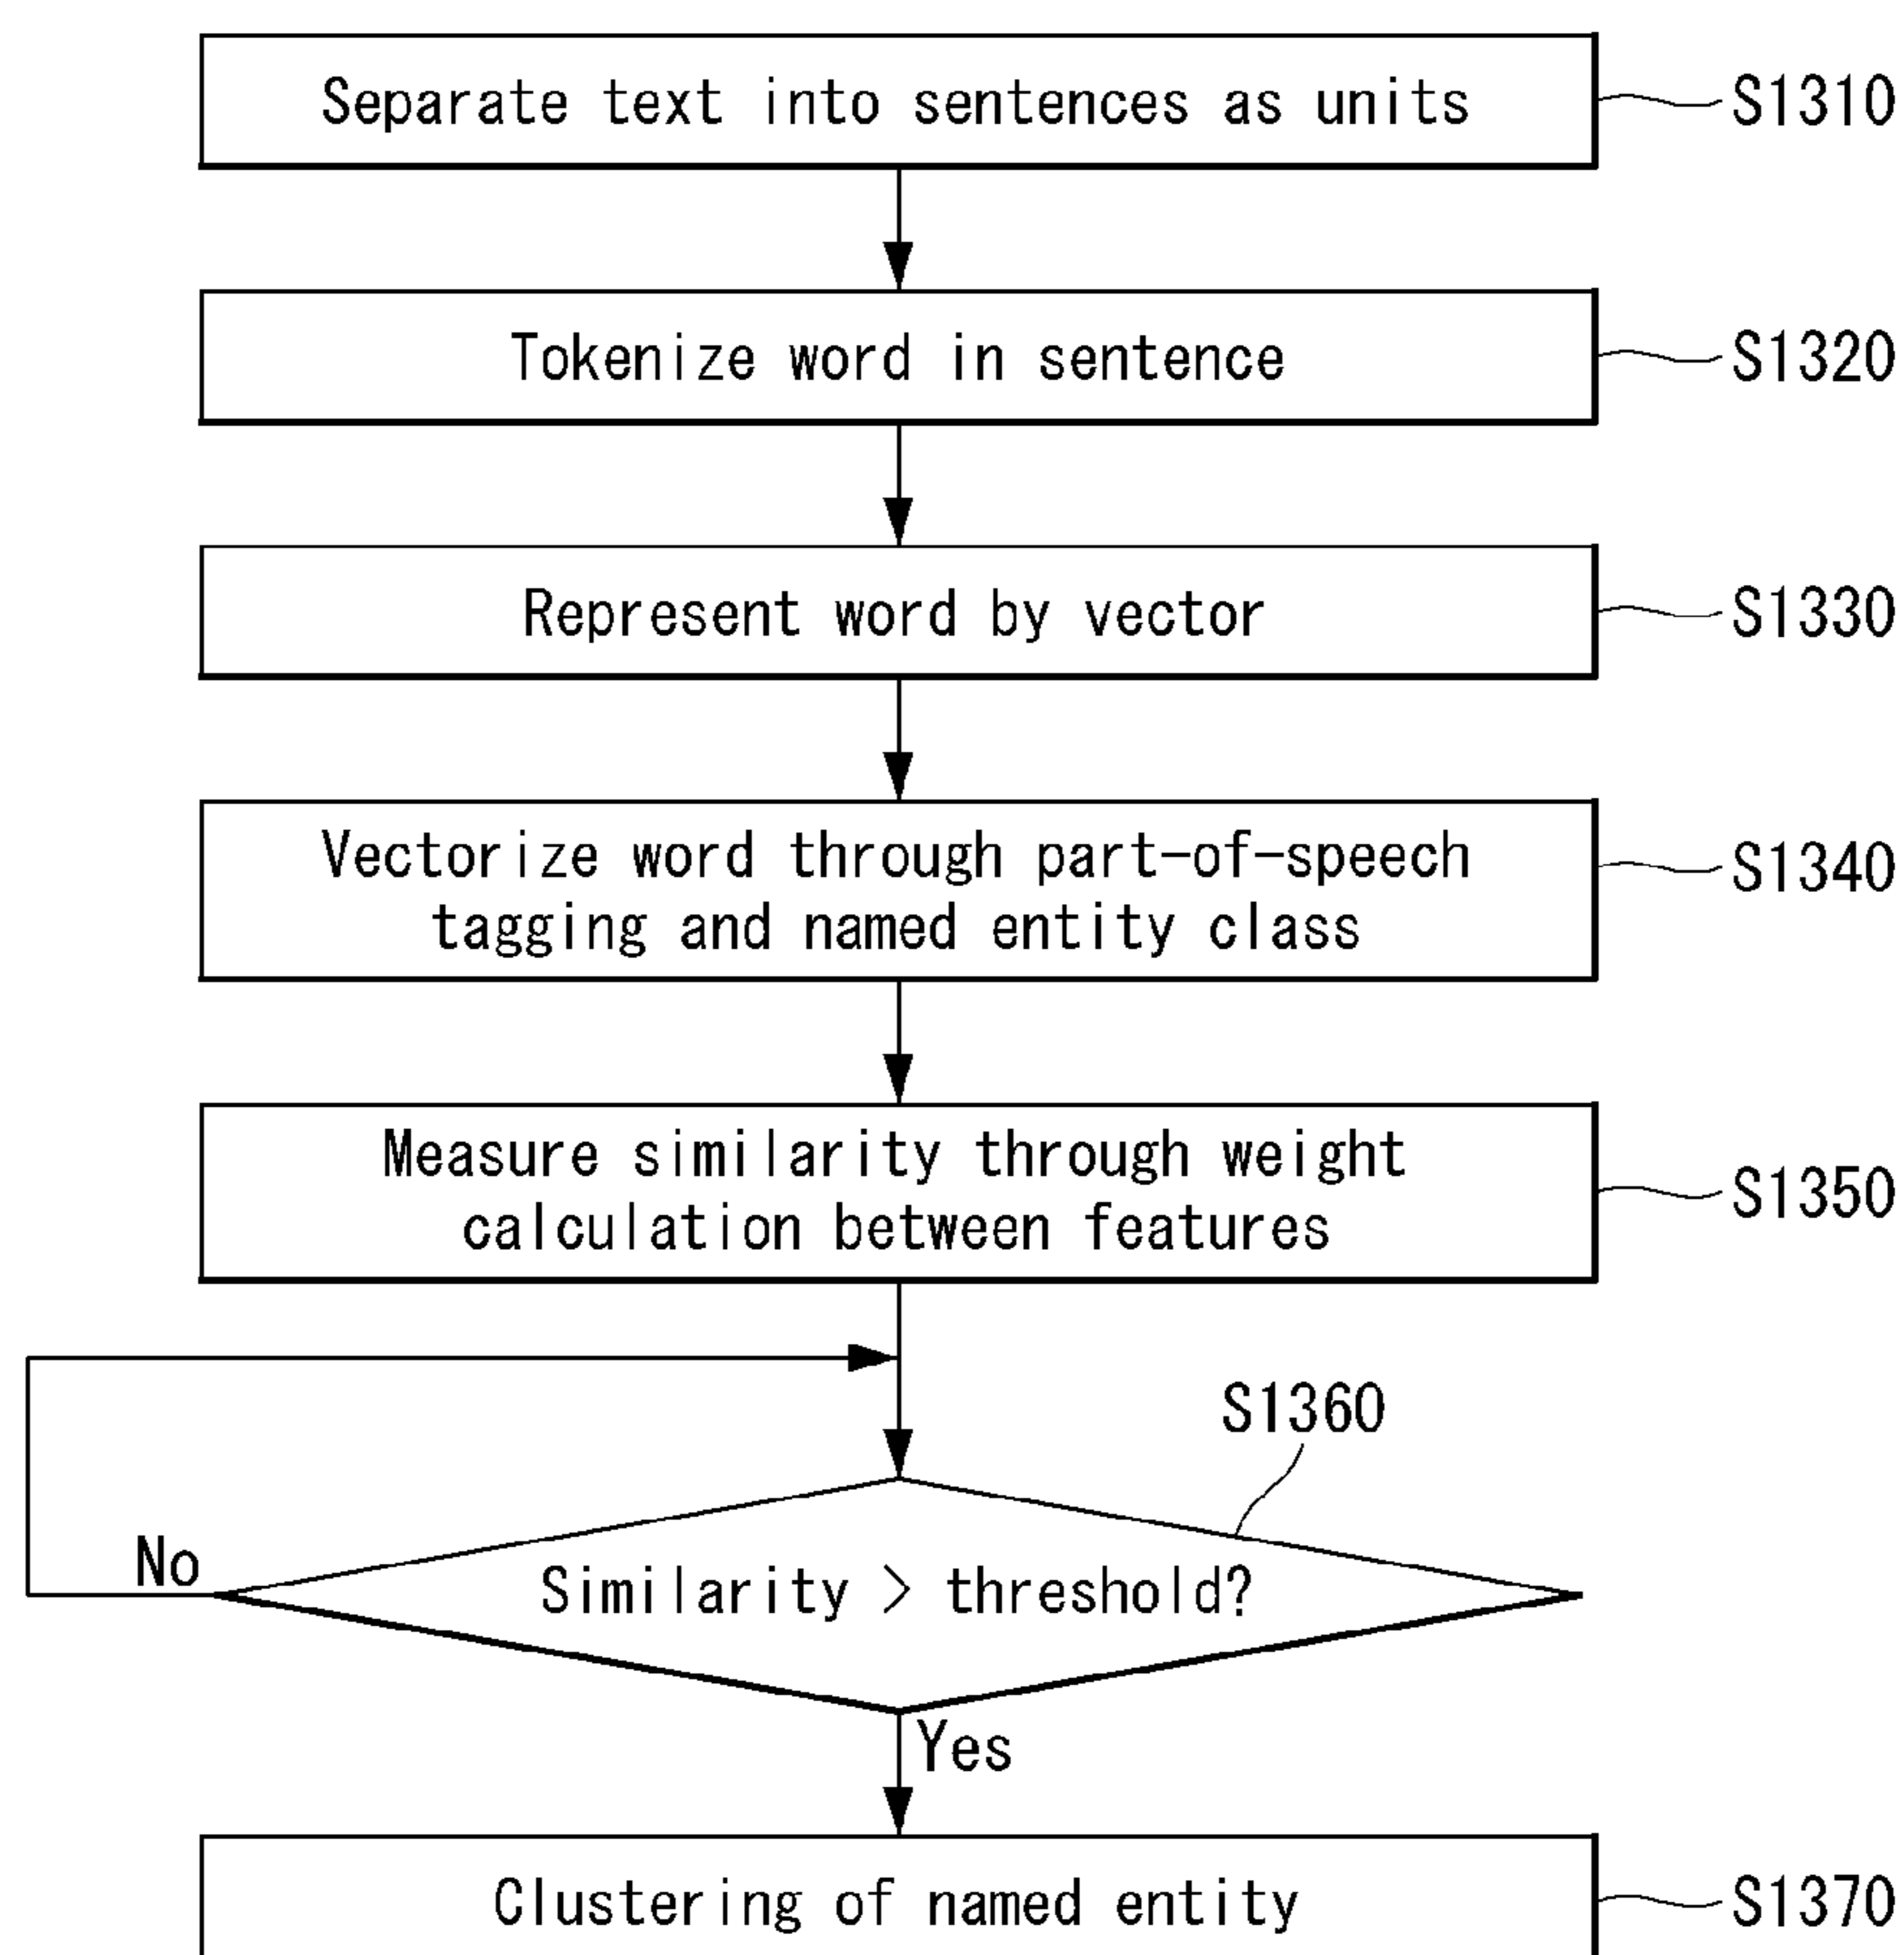 Separate text into sentences as units
S1310
Tokenize word in sentence
S1320
Represent word by vector
S1330
Vectorize word through part-of-speech
tagging and named entity class
S1340
Measure similarity through weight
calculation between features
S1350
S1360
No
Similarity > threshold?
Yes
Clustering of named entity
S1370